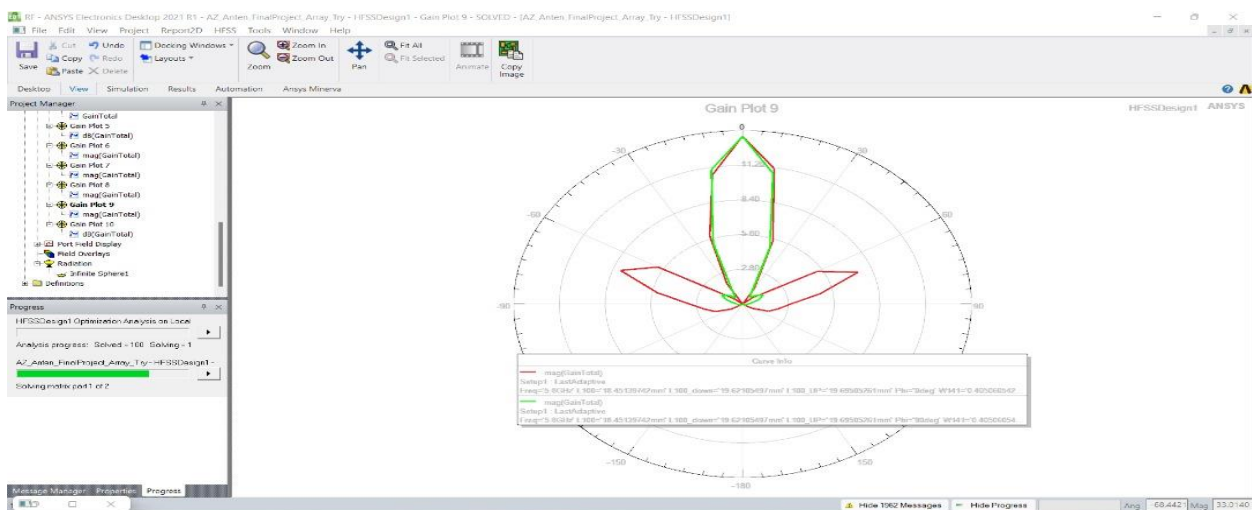 RF - ANSYS Electronics Desktop 2021 R1 - AZ_Anten_FinalProject_Array_Try - HFSSDesign1 - Gain Plot 9 - SOLVED - [AZ_Anten_FinalProject_Array_Try - HFSSDesign1]
File Edit View Project Report2D HFSS Tools Window Help
Save
Cut
Copy
Paste
Undo
Redo
Delete
Docking Windows
Layouts
Zoom
Zoom In
Zoom Out
Pan
Fit All
Fit Selected
Animate
Copy Image
Desktop View Simulation Results Automation Ansys Minerva
Project Manager
GainTotal
Gain Plot 5
dB(GainTotal)
Gain Plot 6
mag(GainTotal)
Gain Plot 7
mag(GainTotal)
Gain Plot 8
mag(GainTotal)
Gain Plot 9
mag(GainTotal)
Gain Plot 10
dB(GainTotal)
Port Field Display
Field Overlays
Radiation
Infinite Sphere1
Definitions
Progress
HFSSDesign1 Optimization Analysis on Local
Analysis progress: Solved - 100 Solving - 1
AZ_Anten_FinalProject_Array_Try - HFSSDesign1 -
Solving matrix part 1 of 2
Message Manager Properties Progress
Gain Plot 9
HFSSDesign1 ANSYS
0
-30 30
11.20
8.40
-60 60
5.60
2.80
-90 90
Curve Info
mag(GainTotal)
Setup1 : LastAdaptive
mag(GainTotal)
Setup1 : LastAdaptive
-150 150
-180
Hide 1962 Messages Hide Progress
Ang -68.4421 Mag 33.0140